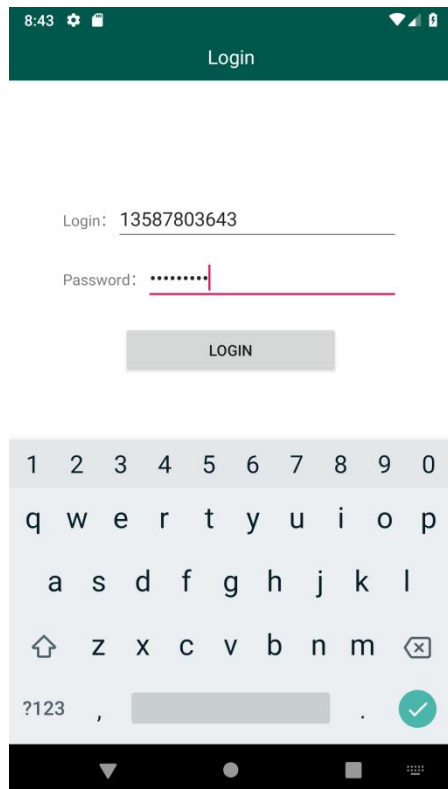 8:43
Login
Login: 13587803643
Password: •••••••••
LOGIN
1 2 3 4 5 6 7 8 9 0
q w e r t y u i o p
a s d f g h j k l
z x c v b n m
?123 , .